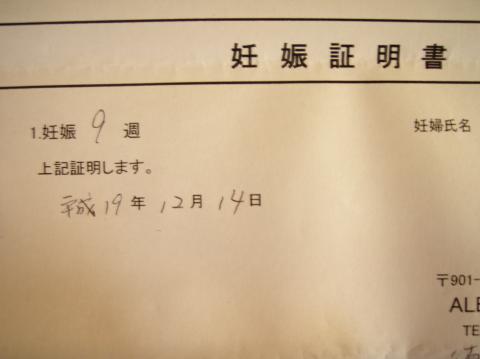 妊娠証明書
1.妊娠 9 週
妊婦氏名
上記証明します。
平成 19 年 12 月 14 日
〒901-
ALE
TE